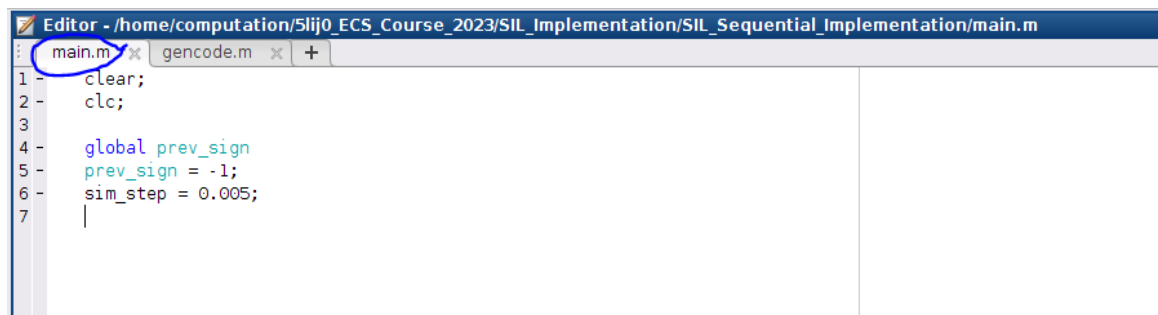 Editor - /home/computation/5lij0_ECS_Course_2023/SIL_Implementation/SIL_Sequential_Implementation/main.m
main.m × gencode.m × +
1 - clear;
2 - clc;
3
4 - global prev_sign
5 - prev_sign = -1;
6 - sim_step = 0.005;
7